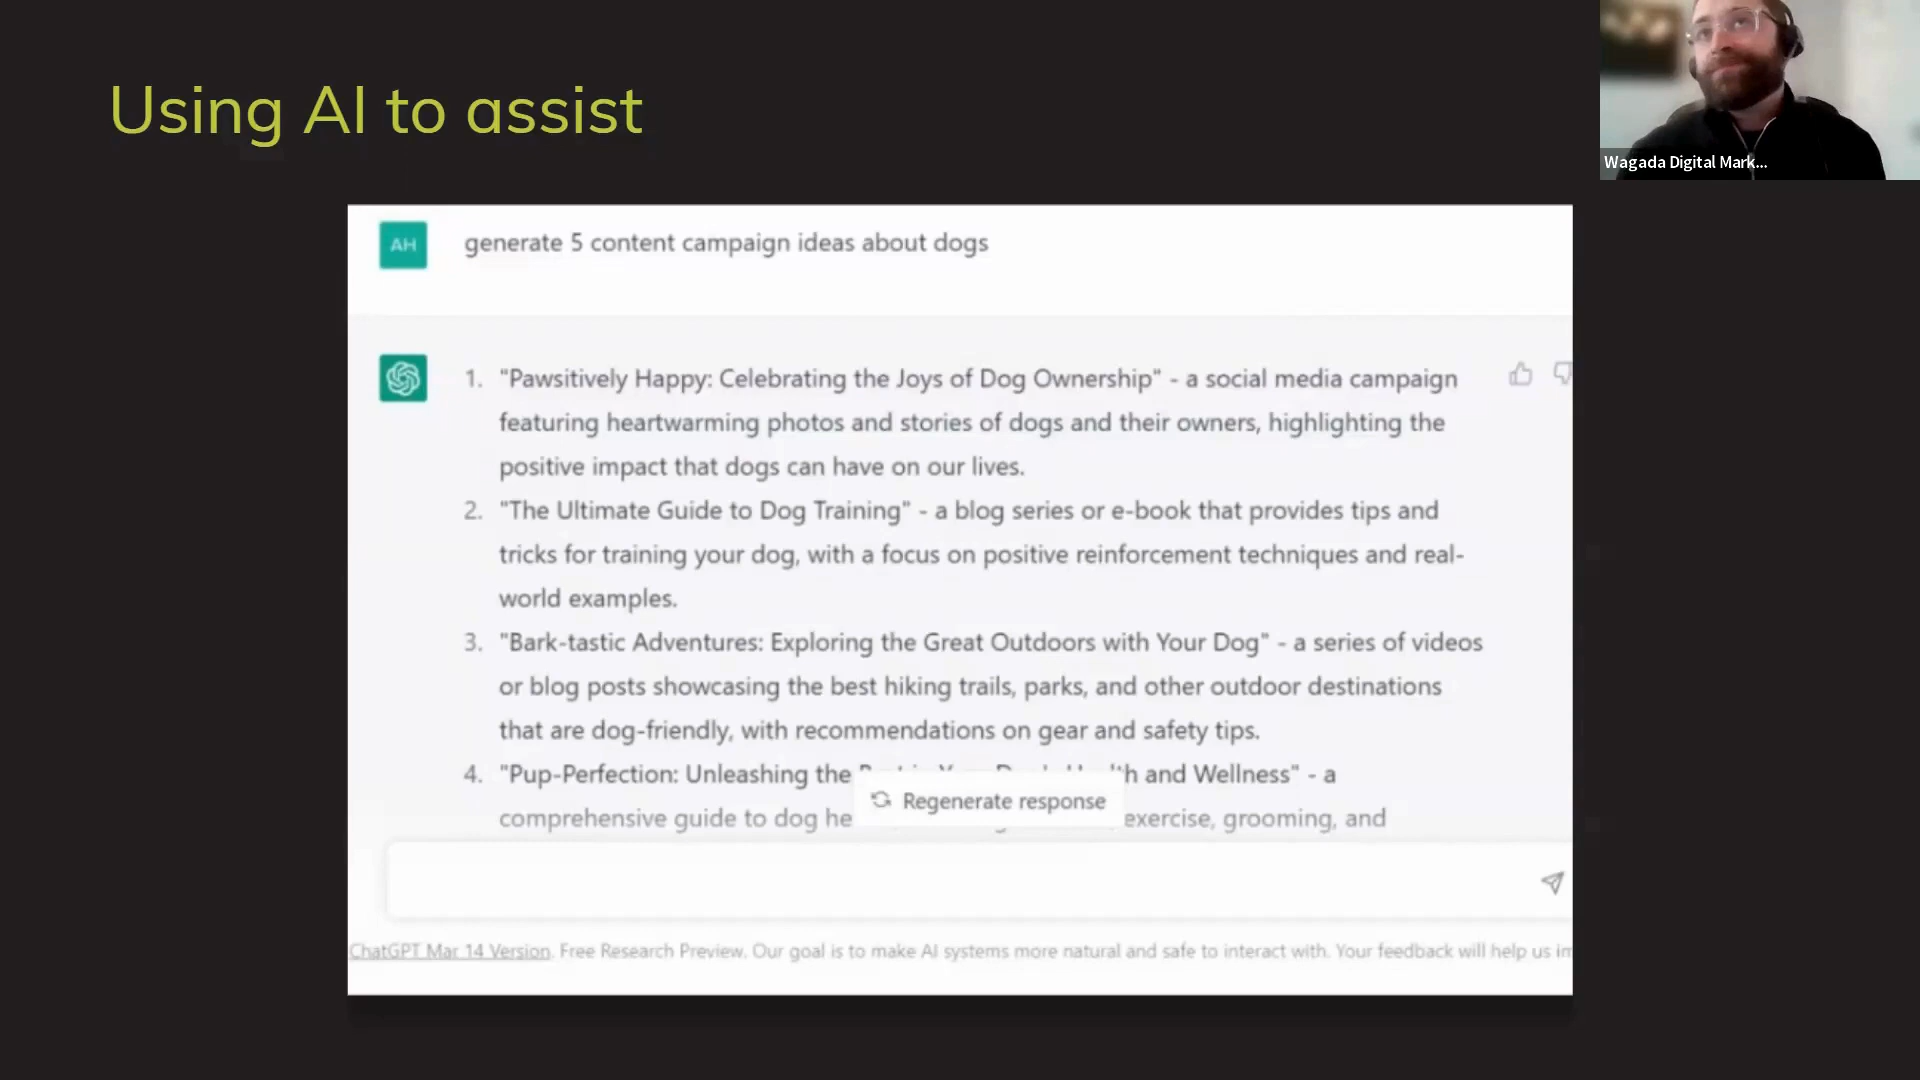 Using AI to assist
Wagada Digital Mark...
AH
generate 5 content campaign ideas about dogs
1. "Pawsitively Happy: Celebrating the Joys of Dog Ownership" - a social media campaign
featuring heartwarming photos and stories of dogs and their owners, highlighting the
positive impact that dogs can have on our lives.
2. "The Ultimate Guide to Dog Training" - a blog series or e-book that provides tips and
tricks for training your dog, with a focus on positive reinforcement techniques and real-
world examples.
3. "Bark-tastic Adventures: Exploring the Great Outdoors with Your Dog" - a series of videos
or blog posts showcasing the best hiking trails, parks, and other outdoor destinations
that are dog-friendly, with recommendations on gear and safety tips.
4. "Pup-Perfection: Unleashing the and Wellness" - a
Regenerate response
comprehensive guide to dog exercise, grooming, and
ChatGPT Mar 14 Version. Free Research Preview. Our goal is to make AI systems more natural and safe to interact with. Your feedback will help us